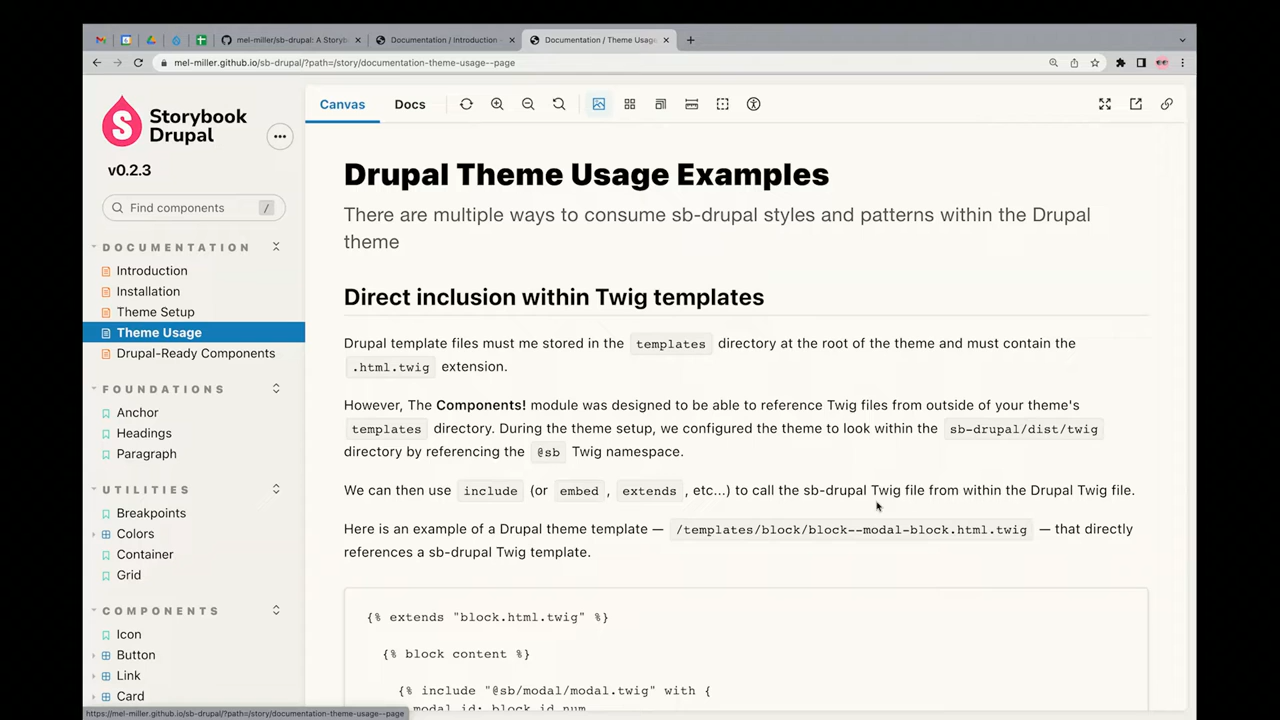 mel-miller/sb-drupal: A Storyb
Documentation / Introduction
Documentation / Theme Usage
mel-miller.github.io/sb-drupal/?path=/story/documentation-theme-usage--page
S
Storybook
Drupal
v0.2.3
Find components
/
DOCUMENTATION
Introduction
Installation
Theme Setup
Theme Usage
Drupal-Ready Components
FOUNDATIONS
Anchor
Headings
Paragraph
UTILITIES
Breakpoints
Colors
Container
Grid
COMPONENTS
Icon
Button
Link
Card
Canvas
Docs
Drupal Theme Usage Examples
There are multiple ways to consume sb-drupal styles and patterns within the Drupal
theme
Direct inclusion within Twig templates
Drupal template files must me stored in the templates directory at the root of the theme and must contain the
.html.twig extension.
However, The Components! module was designed to be able to reference Twig files from outside of your theme's
templates directory. During the theme setup, we configured the theme to look within the sb-drupal/dist/twig
directory by referencing the @sb Twig namespace.
We can then use include (or embed , extends , etc...) to call the sb-drupal Twig file from within the Drupal Twig file.
Here is an example of a Drupal theme template — /templates/block/block--modal-block.html.twig — that directly
references a sb-drupal Twig template.
{% extends "block.html.twig" %}
{% block content %}
{% include "@sb/modal/modal.twig" with {
modal_id: block_id_num
https://mel-miller.github.io/sb-drupal/?path=/story/documentation-theme-usage--page